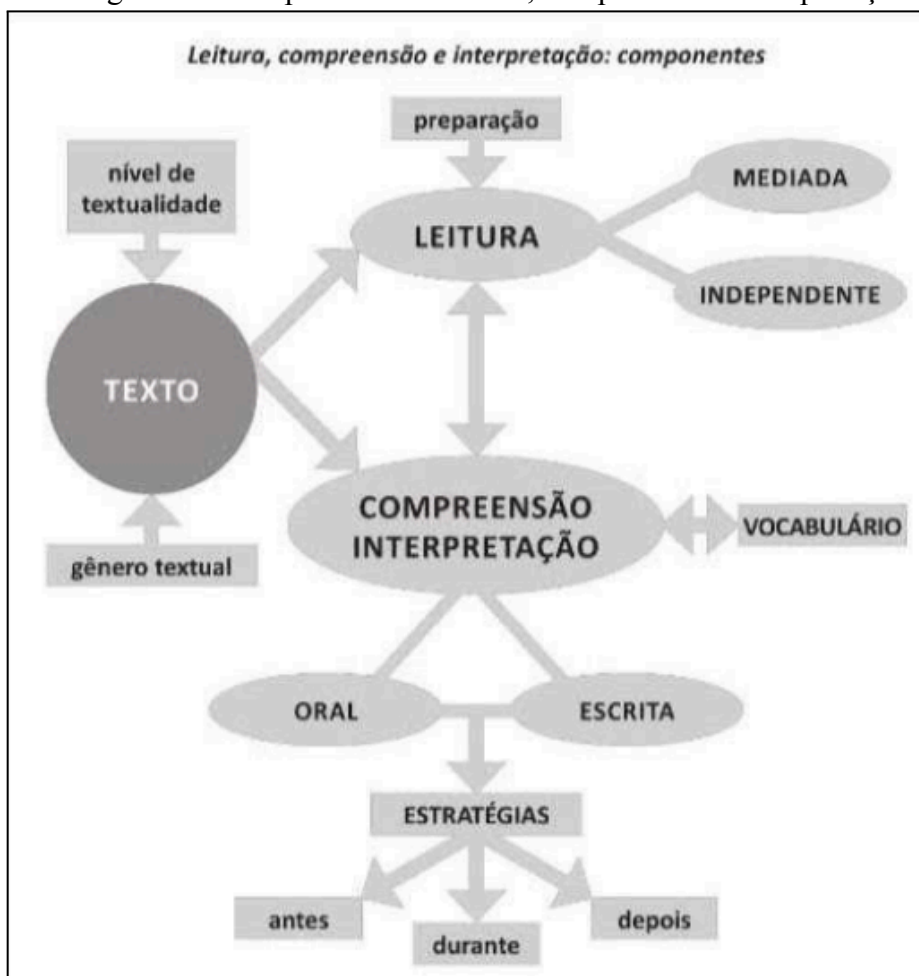 Leitura, compreensão e interpretação: componentes
preparação
nível de
textualidade
MEDIADA
LEITURA
INDEPENDENTE
TEXTO
COMPREENSÃO
INTERPRETAÇÃO
VOCABULÁRIO
gênero textual
ORAL
ESCRITA
ESTRATÉGIAS
antes
durante
depois